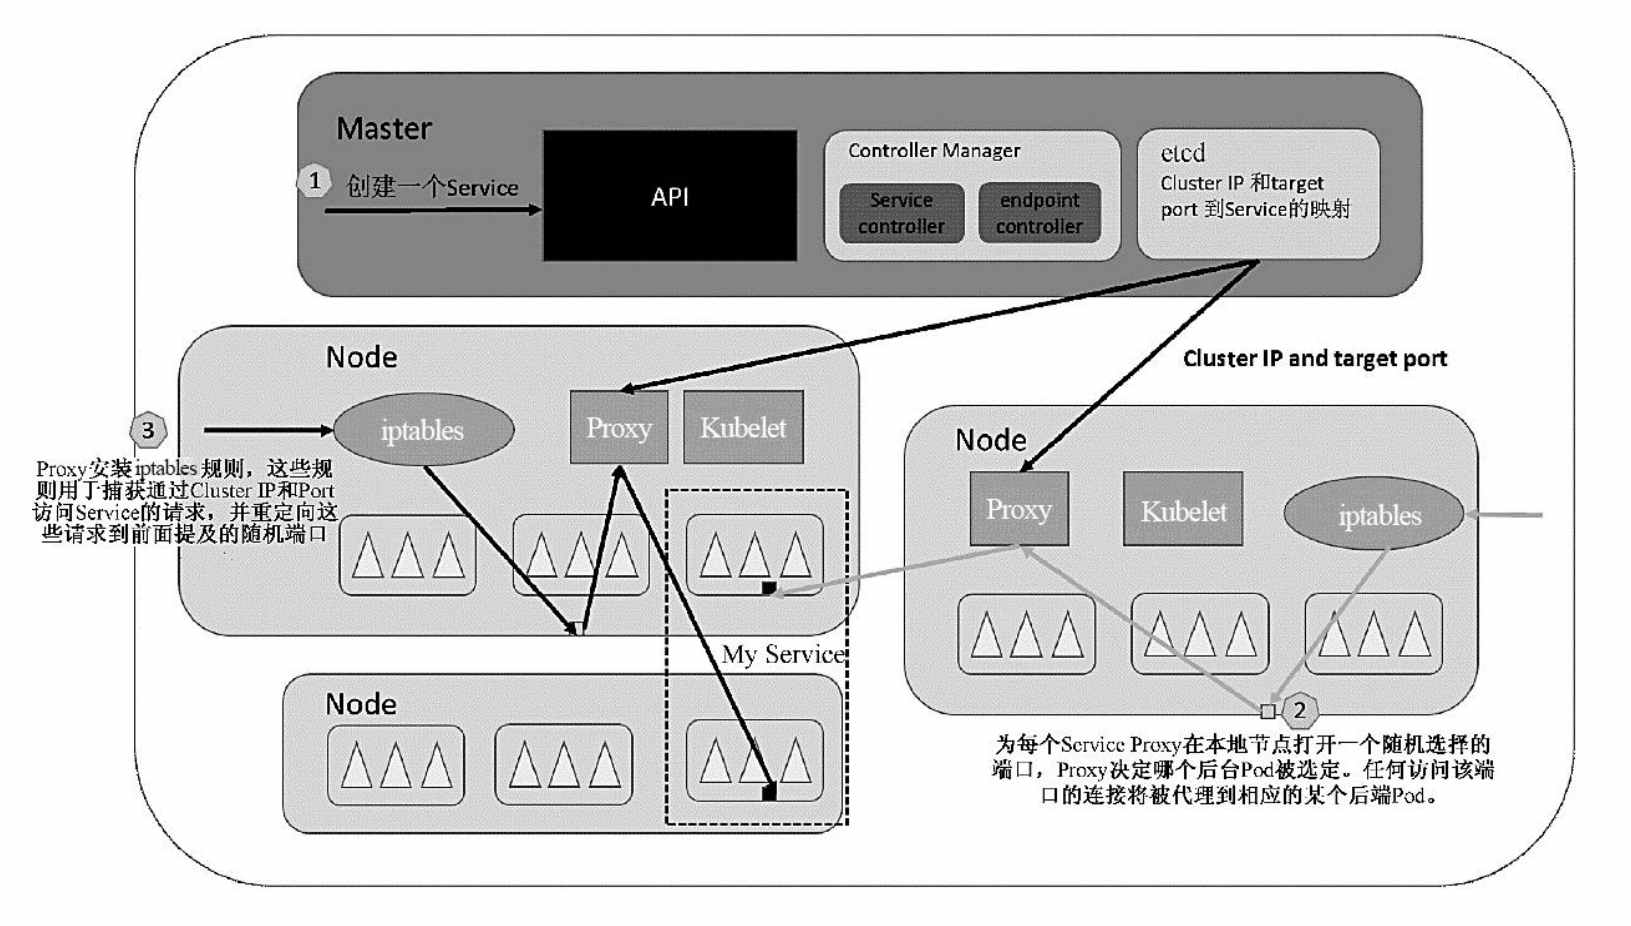 Master
1
创建一个Service
API
Controller Manager
Service
controller
endpoint
controller
etcd
Cluster IP 和target
port 到Service的映射
Node
iptables
Proxy
Kubelet
3
Proxy安装iptables 规则，这些规
则用于捕获通过Cluster IP和Port
访问Service的请求，并重定向这
些请求到前面提及的随机端口
Cluster IP and target port
Node
Proxy
Kubelet
iptables
My Service
Node
2
为每个Service Proxy在本地节点打开一个随机选择的
端口，Proxy决定哪个后台Pod被选定。任何访问该端
口的连接将被代理到相应的某个后端Pod。